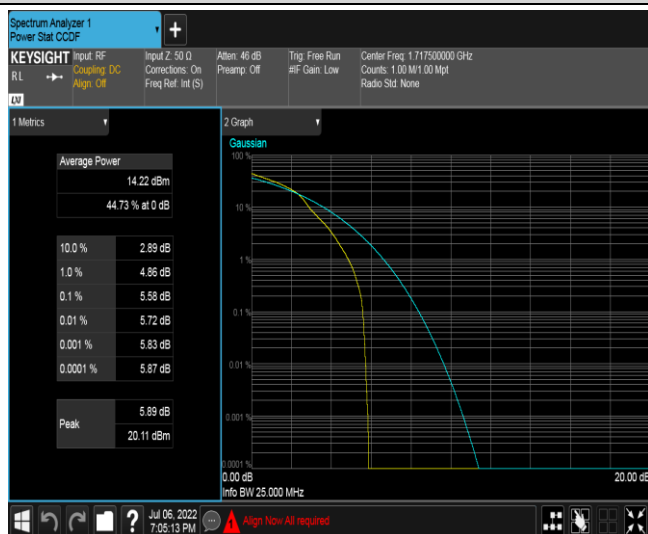 Spectrum Analyzer 1
Power Stat CCDF
+
KEYSIGHT
RL
LXI
Input: RF
Coupling: DC
Align: Off
Input Z: 50 Ω
Corrections: On
Freq Ref: Int (S)
Atten: 46 dB
Preamp: Off
Trig: Free Run
#IF Gain: Low
Center Freq: 1.717500000 GHz
Counts: 1.00 M/1.00 Mpt
Radio Std: None
1 Metrics
Average Power
14.22 dBm
44.73 % at 0 dB
10.0 % 2.89 dB
1.0 % 4.86 dB
0.1 % 5.58 dB
0.01 % 5.72 dB
0.001 % 5.83 dB
0.0001 % 5.87 dB
Peak
5.89 dB
20.11 dBm
2 Graph
Gaussian
100 %
10 %
1 %
0.1 %
0.01 %
0.001 %
0.0001 %
0.00 dB
20.00 dB
Info BW 25.000 MHz
?
Jul 06, 2022
7:05:13 PM
Align Now All required